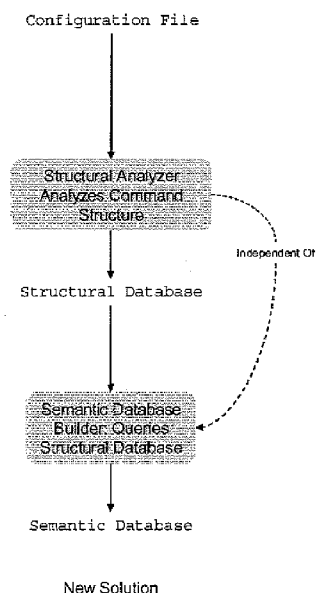 Configuration File
Structural Analyzer
Analyzes Command
Structure
Independent Of
Structural Database
Semantic Database
Builder: Queries
Structural Database
Semantic Database
New Solution